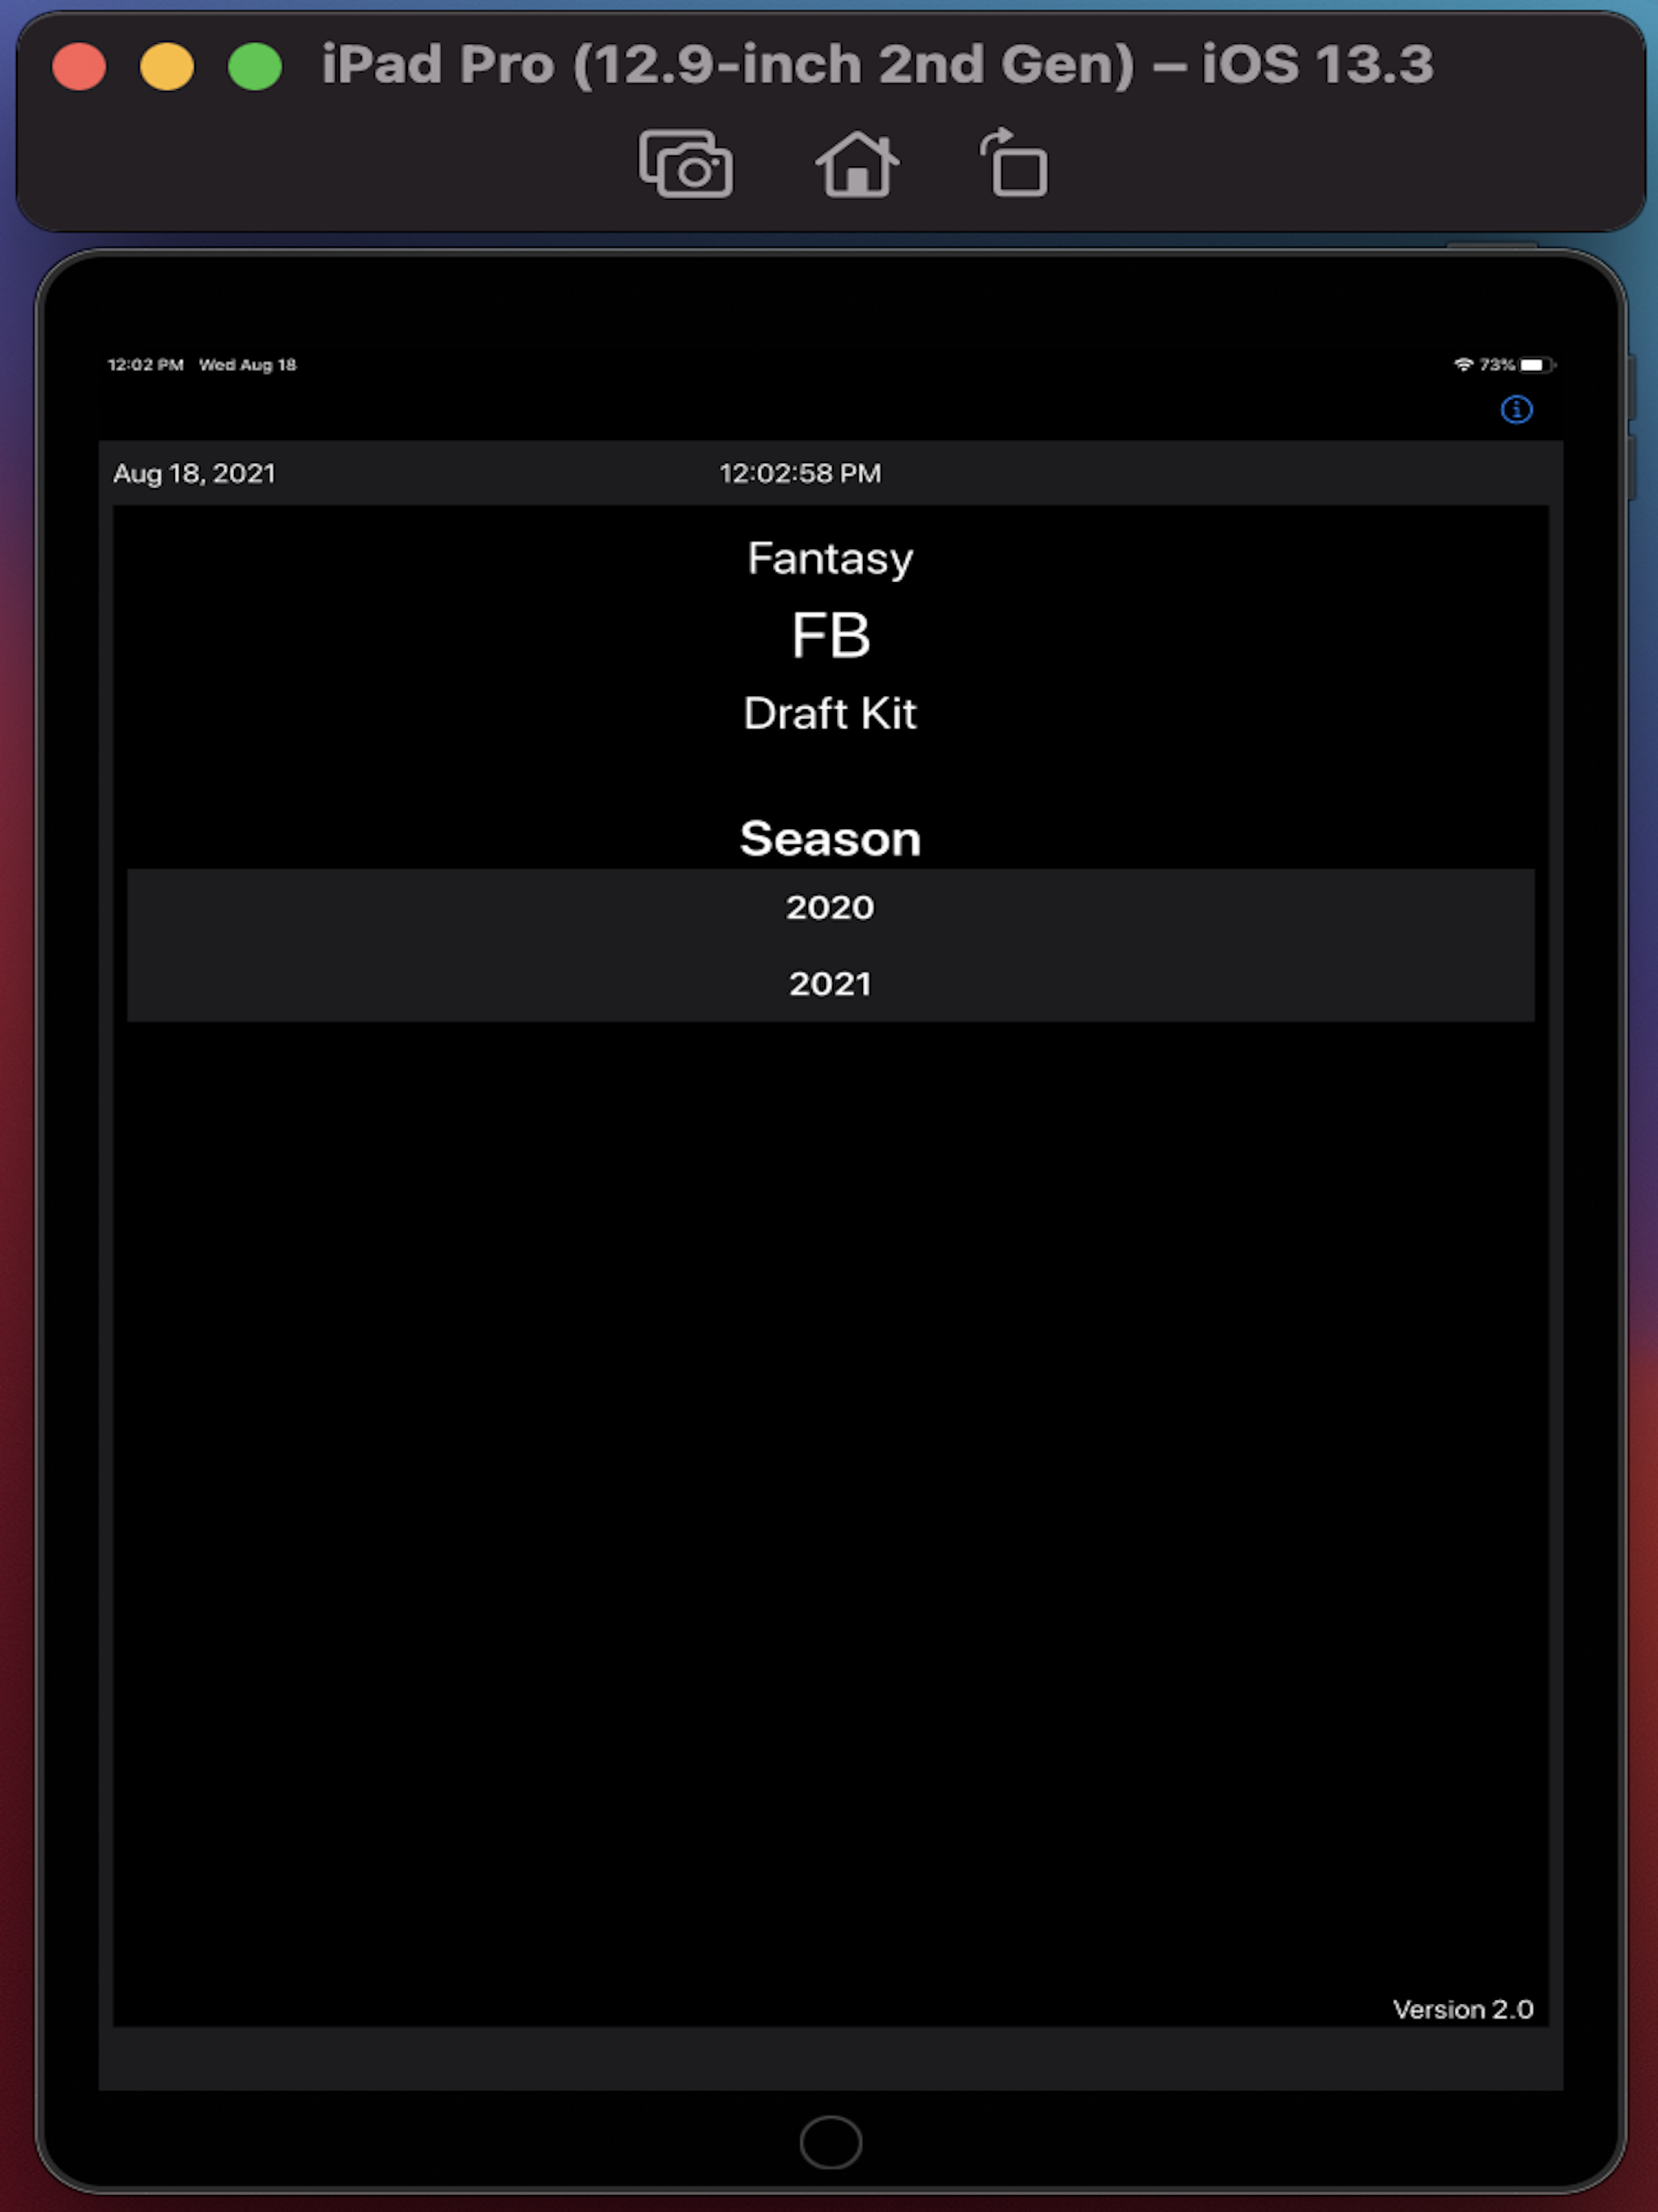 iPad Pro (12.9-inch 2nd Gen) – iOS 13.3
12:02 PM Wed Aug 18 73%
Aug 18, 2021 12:02:58 PM
Fantasy
FB
Draft Kit
Season
2020
2021
Version 2.0